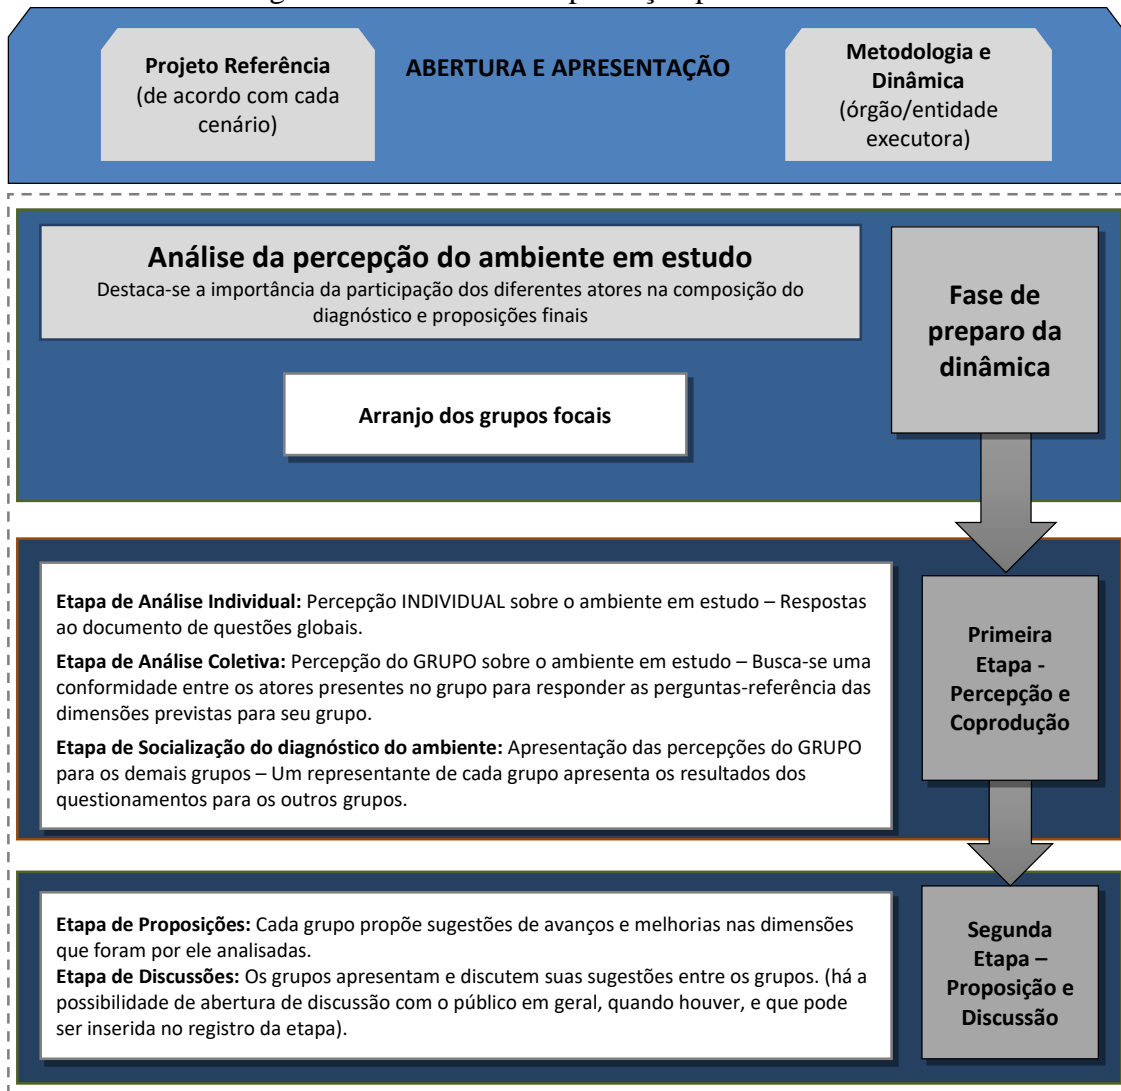 Projeto Referência
(de acordo com cada
cenário)
ABERTURA E APRESENTAÇÃO
Metodologia e
Dinâmica
(órgão/entidade
executora)
Análise da percepção do ambiente em estudo
Destaca-se a importância da participação dos diferentes atores na composição do
diagnóstico e proposições finais
Arranjo dos grupos focais
Fase de
preparo da
dinâmica
Etapa de Análise Individual: Percepção INDIVIDUAL sobre o ambiente em estudo – Respostas
ao documento de questões globais.
Etapa de Análise Coletiva: Percepção do GRUPO sobre o ambiente em estudo – Busca-se uma
conformidade entre os atores presentes no grupo para responder as perguntas-referência das
dimensões previstas para seu grupo.
Etapa de Socialização do diagnóstico do ambiente: Apresentação das percepções do GRUPO
para os demais grupos – Um representante de cada grupo apresenta os resultados dos
questionamentos para os outros grupos.
Primeira
Etapa -
Percepção e
Coprodução
Etapa de Proposições: Cada grupo propõe sugestões de avanços e melhorias nas dimensões
que foram por ele analisadas.
Etapa de Discussões: Os grupos apresentam e discutem suas sugestões entre os grupos. (há a
possibilidade de abertura de discussão com o público em geral, quando houver, e que pode
ser inserida no registro da etapa).
Segunda
Etapa –
Proposição e
Discussão